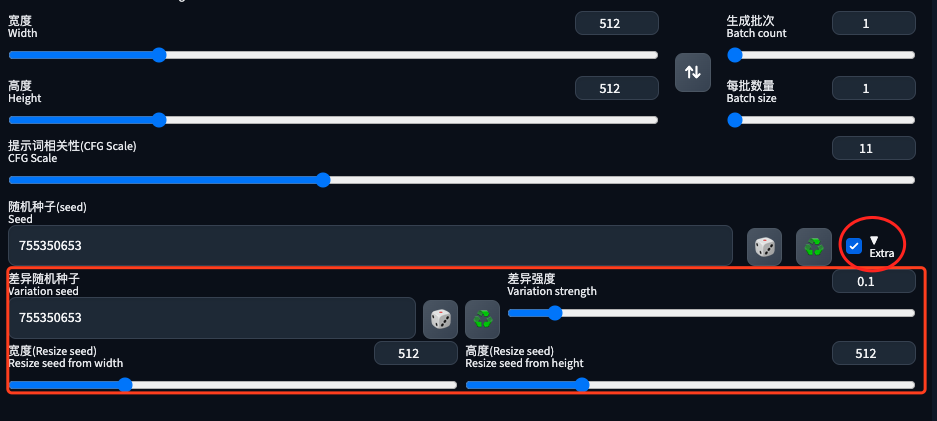 宽度
Width
512
生成批次
Batch count
1
高度
Height
512
每批数量
Batch size
1
提示词相关性(CFG Scale)
CFG Scale
11
随机种子(seed)
Seed
755350653
▼
Extra
差异随机种子
Variation seed
755350653
差异强度
Variation strength
0.1
宽度(Resize seed)
Resize seed from width
512
高度(Resize seed)
Resize seed from height
512